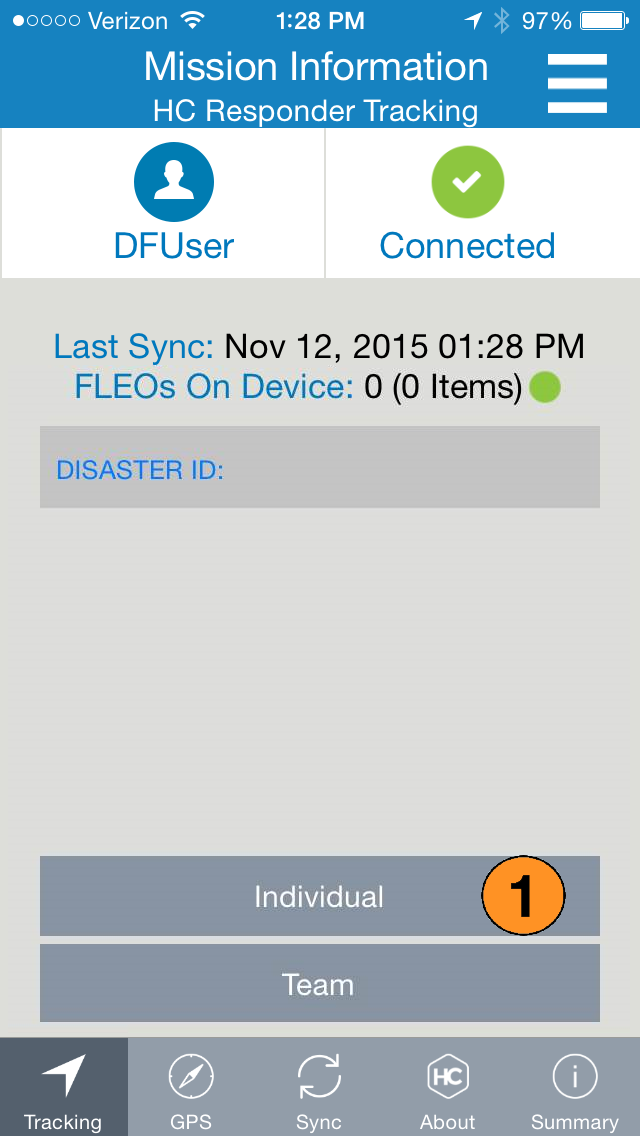 Verizon 1:28 PM 97%
Mission Information
HC Responder Tracking
DFUser Connected
Last Sync: Nov 12, 2015 01:28 PM
FLEOs On Device: 0 (0 Items)
DISASTER ID:
Individual 1
Team
HC i
Tracking GPS Sync About Summary